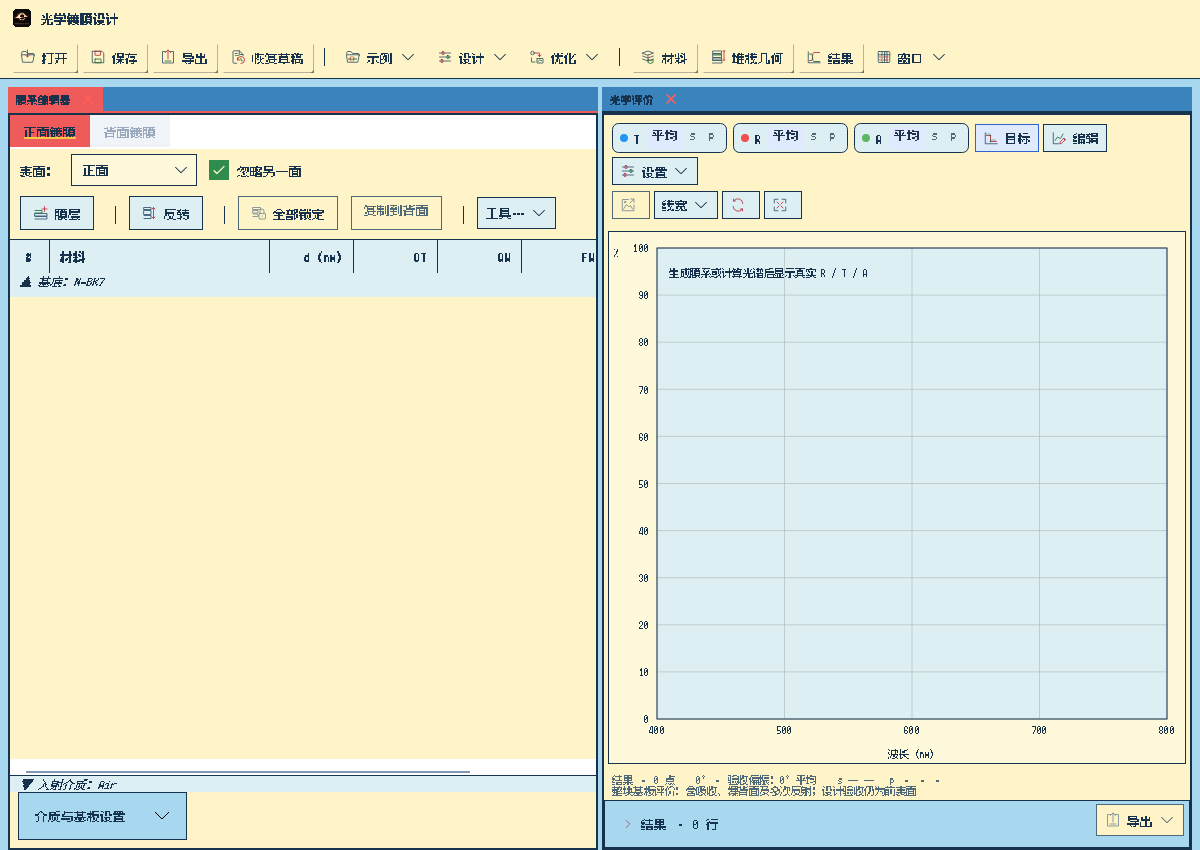 光学镀膜设计
打开 保存 导出 恢复草稿 示例 设计 优化 材料 堆栈几何 结果 窗口
膜系编辑器
正面镀膜 背面镀膜
表面： 正面 忽略另一面
膜层 反转 全部锁定 复制到背面 工具…
# 材料 d (nm) OT QW FW
基底：N-BK7
入射介质：Air
介质与基板设置
光学评价
T 平均 s p R 平均 s p A 平均 s p 目标 编辑
设置
线宽
%
生成膜系或计算光谱后显示真实 R / T / A
100
90
80
70
60
50
40
30
20
10
0
400 500 600 700 800
波长 (nm)
结果 - 0 点 0° - 验收偏振：0° 平均 s — — p - - -
整块基板评价：含吸收、裸背面及多次反射；设计验收仍为前表面
结果 - 0 行
导出